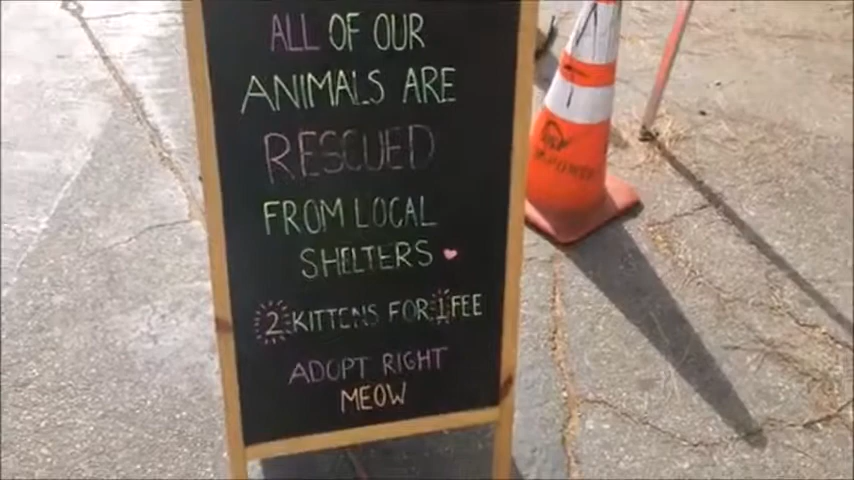 ALL OF OUR
ANIMALS ARE
RESCUED
FROM LOCAL
SHELTERS
2 KITTENS FOR 1 FEE
ADOPT RIGHT
MEOW